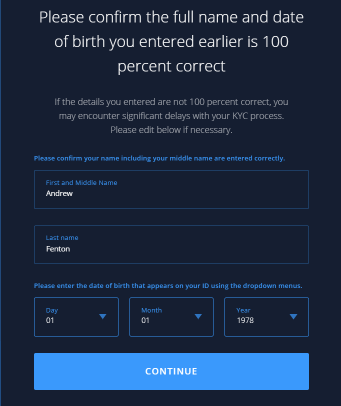 Please confirm the full name and date
of birth you entered earlier is 100
percent correct
If the details you entered are not 100 percent correct, you
may encounter significant delays with your KYC process.
Please edit below if necessary.
Please confirm your name including your middle name are entered correctly.
First and Middle Name
Andrew
Last name
Fenton
Please enter the date of birth that appears on your ID using the dropdown menus.
Day Month Year
01 01 1978
CONTINUE